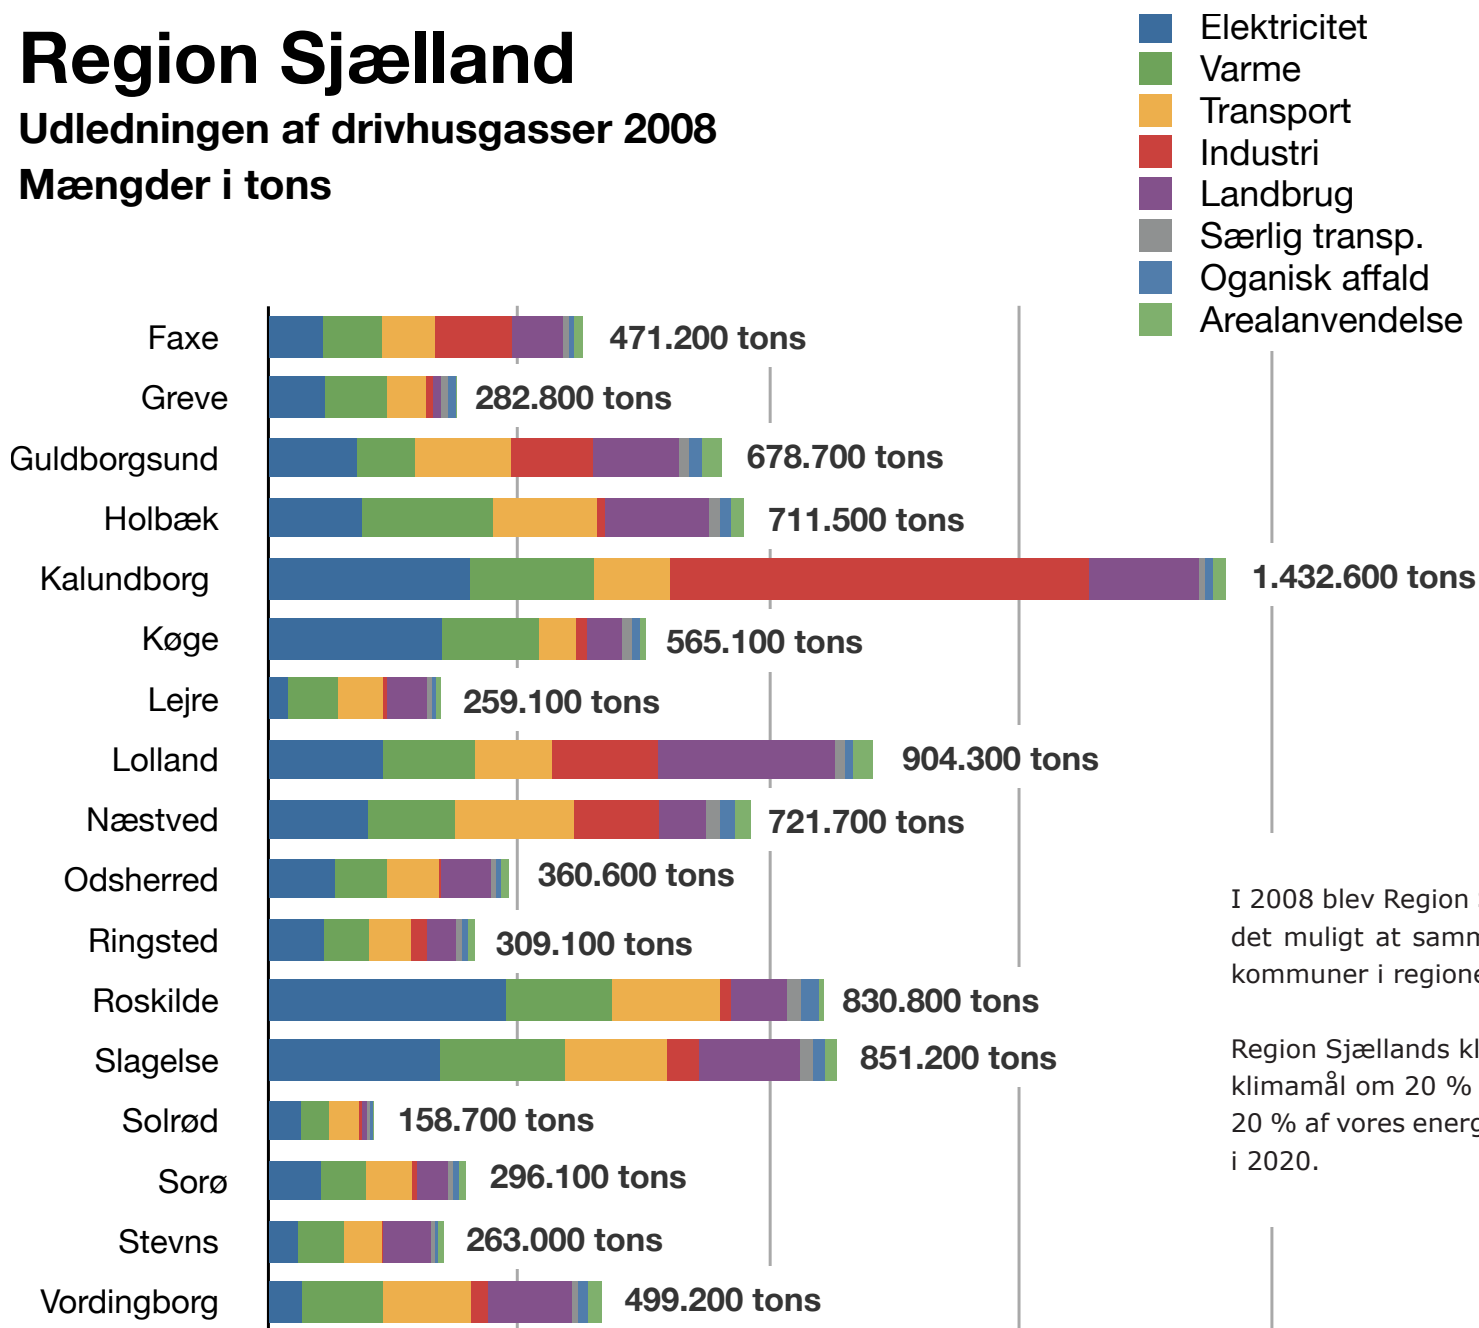 Region Sjælland
Udledningen af drivhusgasser 2008
Mængder i tons
Elektricitet
Varme
Transport
Industri
Landbrug
Særlig transp.
Oganisk affald
Arealanvendelse
Faxe 471.200 tons
Greve 282.800 tons
Guldborgsund 678.700 tons
Holbæk 711.500 tons
Kalundborg 1.432.600 tons
Køge 565.100 tons
Lejre 259.100 tons
Lolland 904.300 tons
Næstved 721.700 tons
Odsherred 360.600 tons
Ringsted 309.100 tons
Roskilde 830.800 tons
Slagelse 851.200 tons
Solrød 158.700 tons
Sorø 296.100 tons
Stevns 263.000 tons
Vordingborg 499.200 tons
I 2008 blev Region
det muligt at samm
kommuner i regione
Region Sjællands kl
klimamål om 20 %
20 % af vores energ
i 2020.